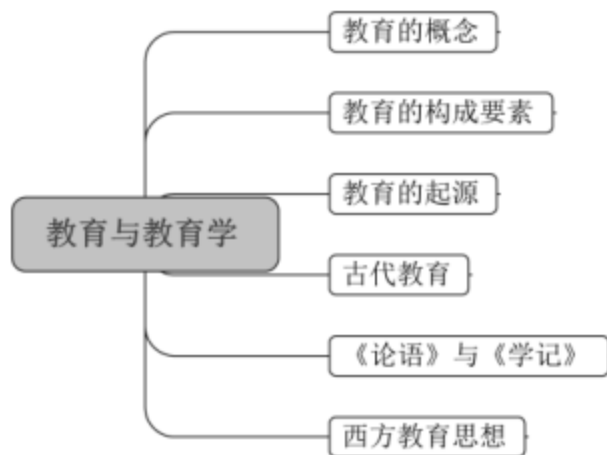 教育的概念
教育的构成要素
教育的起源
教育与教育学
古代教育
《论语》与《学记》
西方教育思想